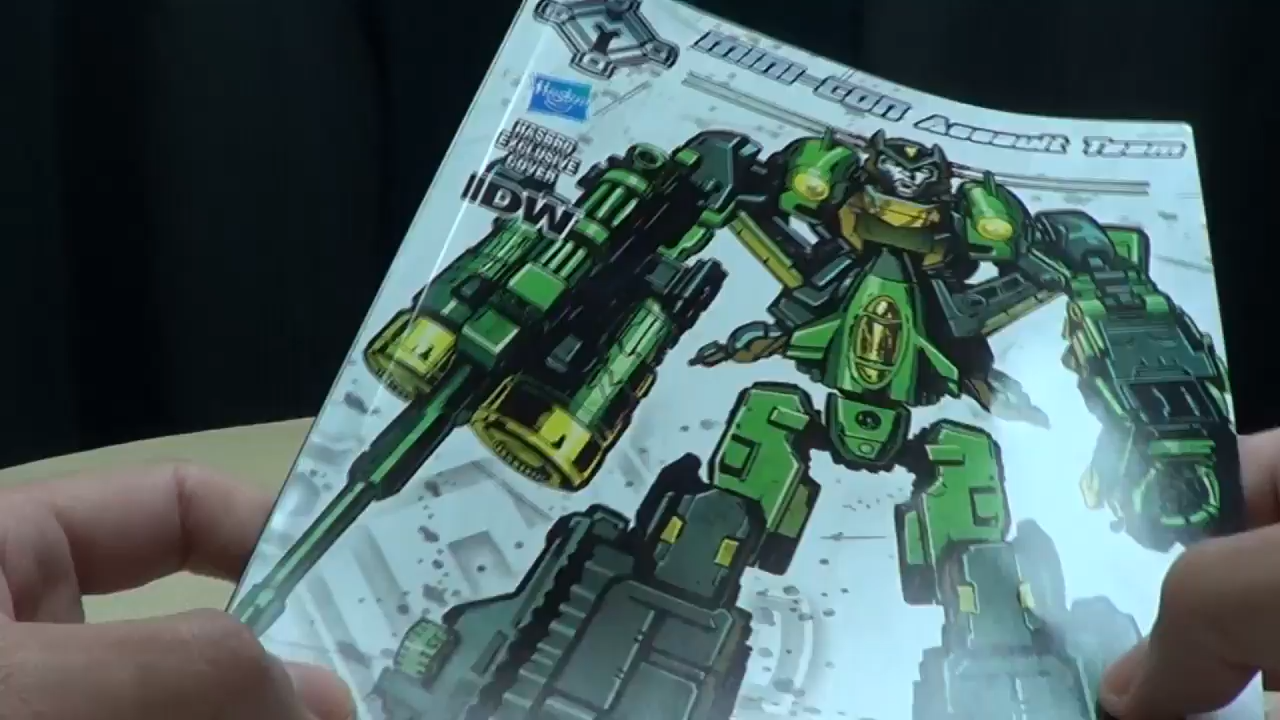 mini-con Assault Team
Hasbro
HASBRO
EXCLUSIVE
COVER
IDW